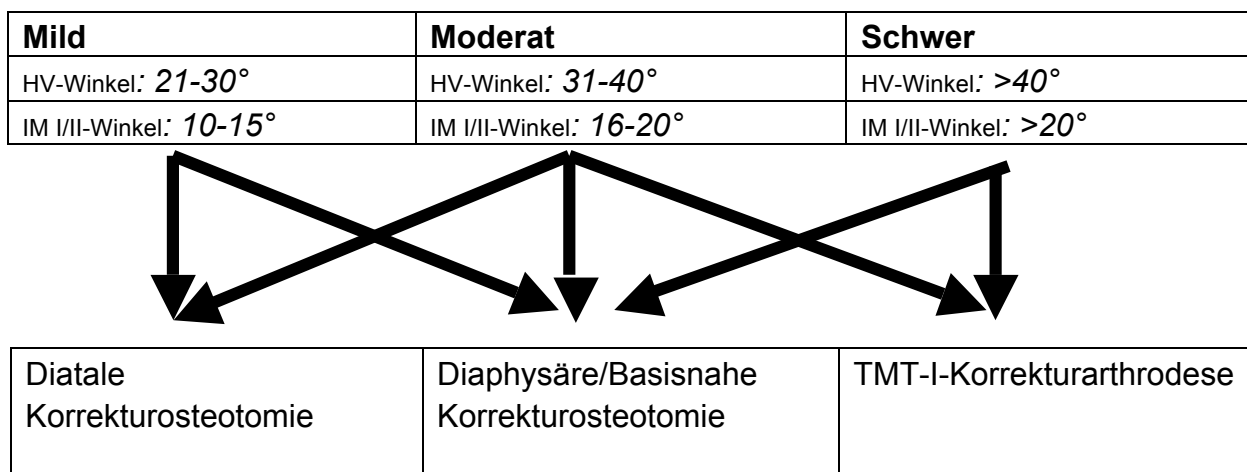 Mild Moderat Schwer
HV-Winkel: 21-30° HV-Winkel: 31-40° HV-Winkel: >40°
IM I/II-Winkel: 10-15° IM I/II-Winkel: 16-20° IM I/II-Winkel: >20°
Diatale
Korrekturosteotomie
Diaphysäre/Basisnahe
Korrekturosteotomie
TMT-I-Korrekturarthrodese